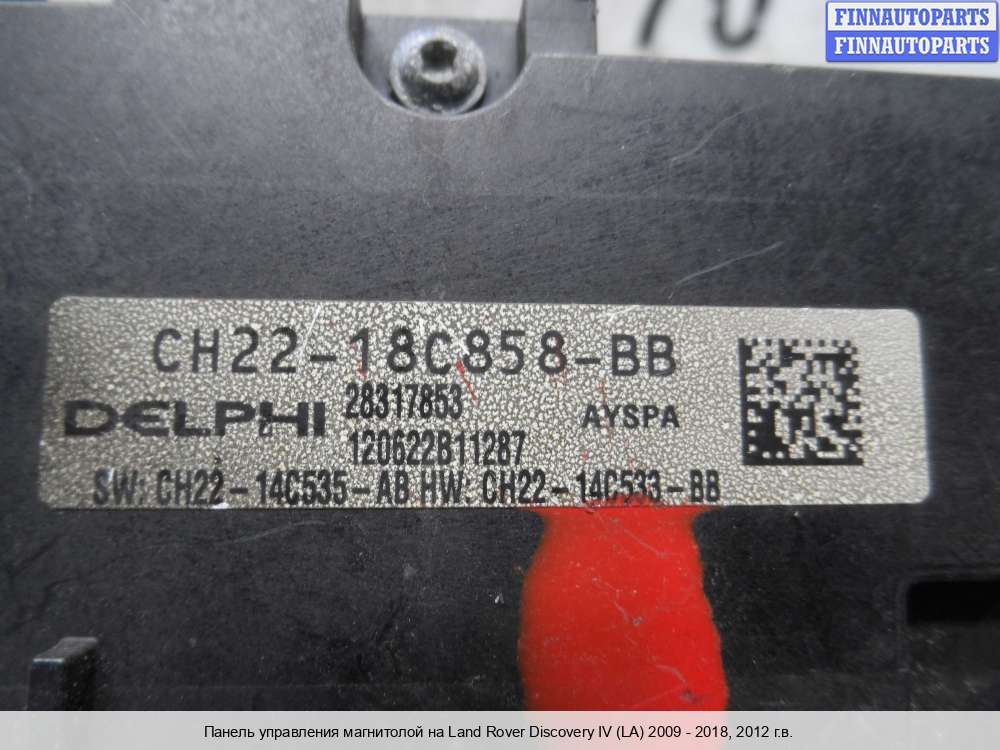 FINNAUTOPARTS
FINNAUTOPARTS
CH22-18C858-BB
DELPHI 28317853 AYSPA
120622B11287
SW: CH22-14C535-AB HW: CH22-14C533-BB
Панель управления магнитолой на Land Rover Discovery IV (LA) 2009 - 2018, 2012 г.в.